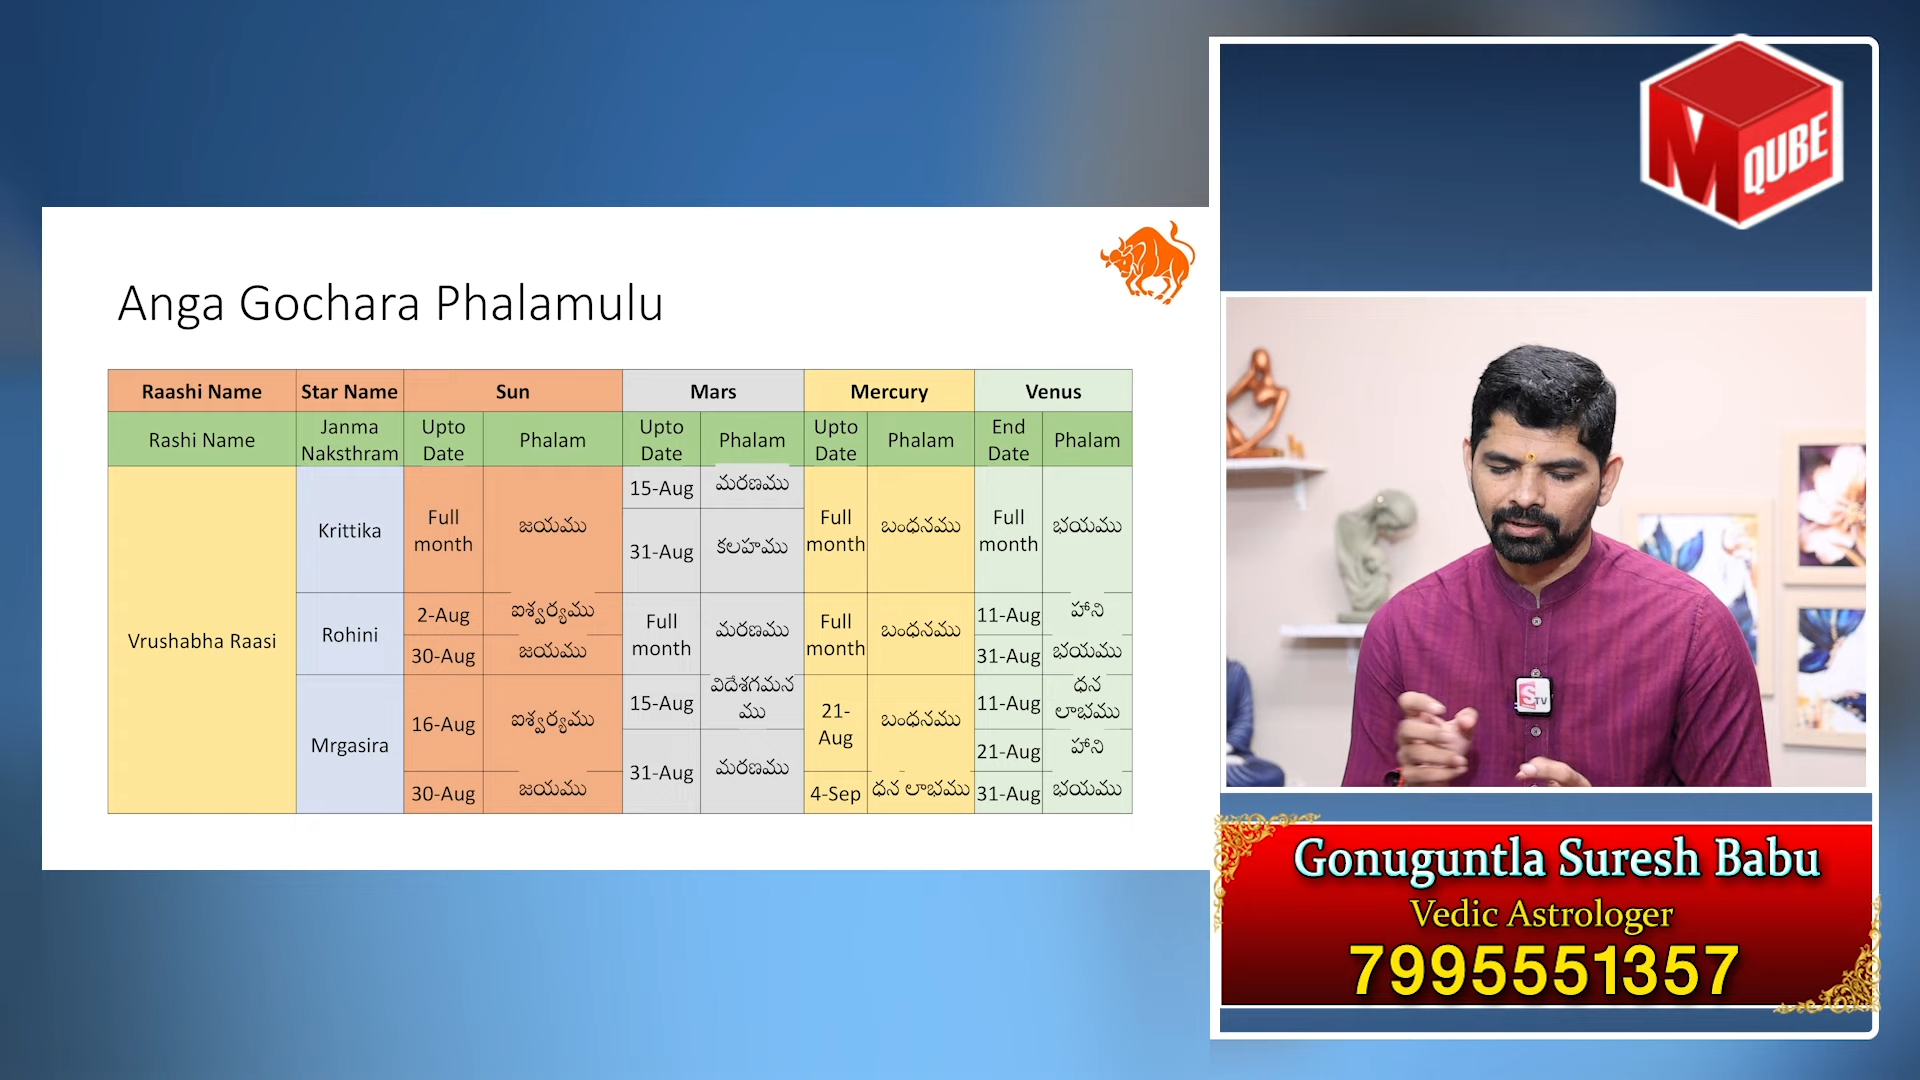 M QUBE
Anga Gochara Phalamulu
Raashi Name Star Name Sun Mars Mercury Venus
Rashi Name Janma Naksthram Upto Date Phalam Upto Date Phalam Upto Date Phalam End Date Phalam
Vrushabha Raasi
Krittika Full month జయము 15-Aug మరణము Full month బంధనము Full month భయము
31-Aug కలహము
Rohini 2-Aug ఐశ్వర్యము Full month మరణము Full month బంధనము 11-Aug హాని
30-Aug జయము 31-Aug భయము
Mrgasira 16-Aug ఐశ్వర్యము 15-Aug విదేశగమనము 21-Aug బంధనము 11-Aug ధన లాభము
31-Aug మరణము 21-Aug హాని
30-Aug జయము 4-Sep ధన లాభము 31-Aug భయము
STV
Gonuguntla Suresh Babu
Vedic Astrologer
7995551357